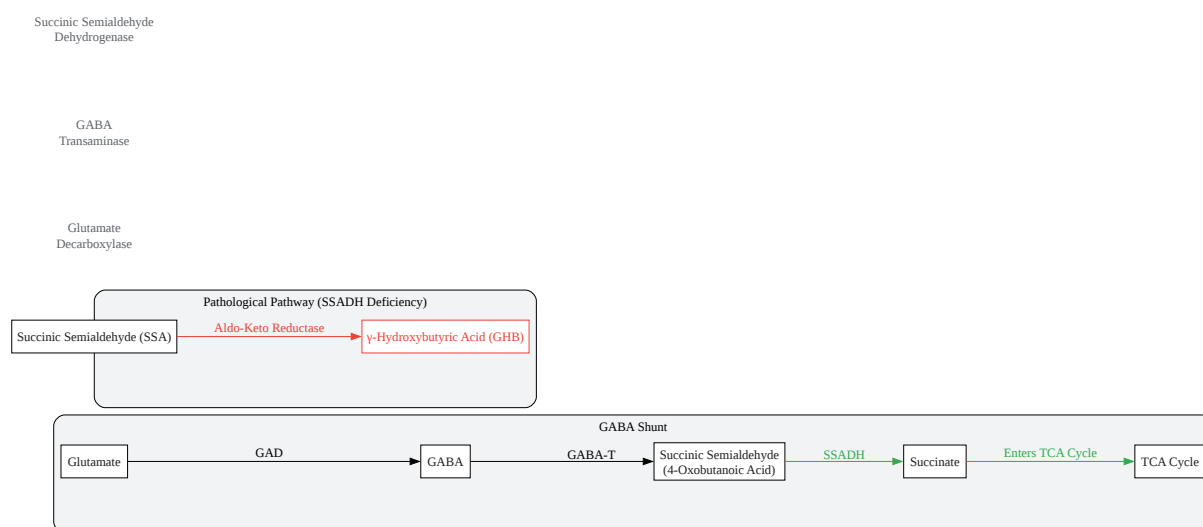 Succinic Semialdehyde
Dehydrogenase
GABA
Transaminase
Glutamate
Decarboxylase
Pathological Pathway (SSADH Deficiency)
Succinic Semialdehyde (SSA)
Aldo-Keto Reductase
γ-Hydroxybutyric Acid (GHB)
GABA Shunt
Glutamate
GAD
GABA
GABA-T
Succinic Semialdehyde
(4-Oxobutanoic Acid)
SSADH
Succinate
Enters TCA Cycle
TCA Cycle